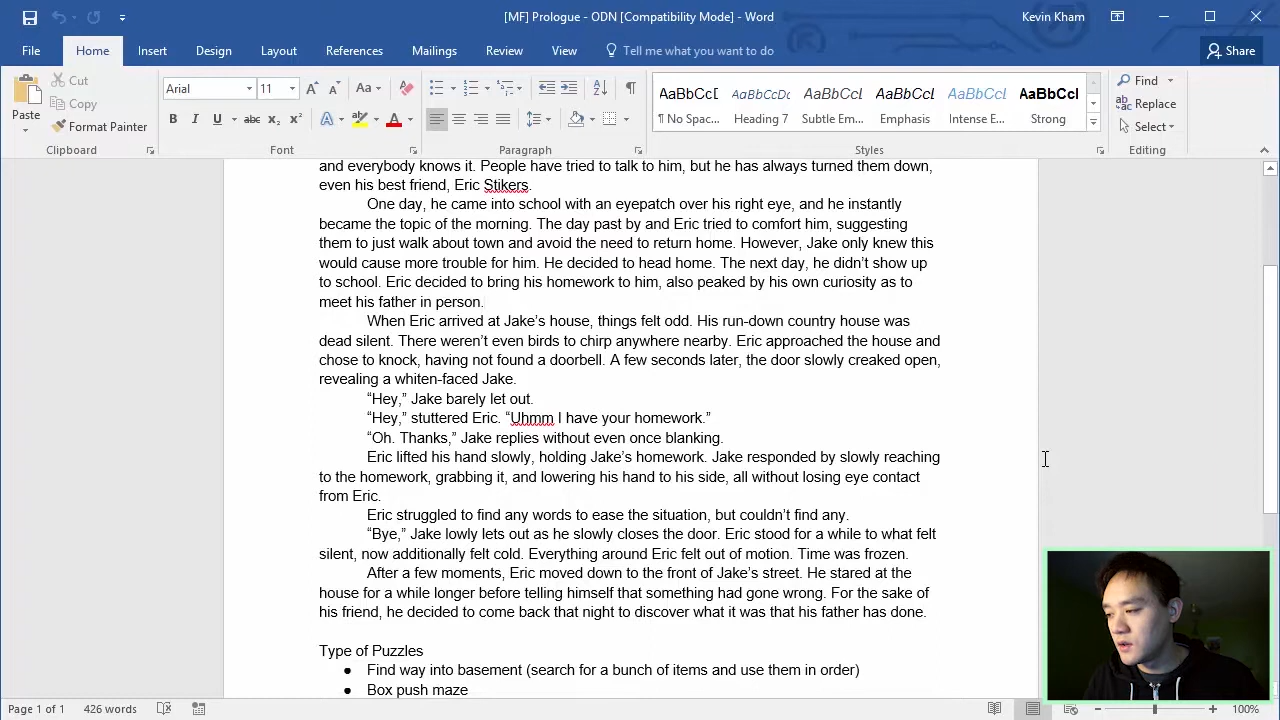 [MF] Prologue - ODN [Compatibility Mode] - Word
Kevin Kham
File Home Insert Design Layout References Mailings Review View Tell me what you want to do Share
Paste
Cut
Copy
Format Painter
Clipboard
Arial 11
Aa
B I U abc X₂ X² A A
Font
Paragraph
AaBbCcD AaBbCcDc AaBbCcL AaBbCcL AaBbCcL AaBbCcL
¶ No Spac... Heading 7 Subtle Em... Emphasis Intense E... Strong
Styles
Find
Replace
Select
Editing
and everybody knows it. People have tried to talk to him, but he has always turned them down,
even his best friend, Eric Stikers.
One day, he came into school with an eyepatch over his right eye, and he instantly
became the topic of the morning. The day past by and Eric tried to comfort him, suggesting
them to just walk about town and avoid the need to return home. However, Jake only knew this
would cause more trouble for him. He decided to head home. The next day, he didn’t show up
to school. Eric decided to bring his homework to him, also peaked by his own curiosity as to
meet his father in person.
When Eric arrived at Jake’s house, things felt odd. His run-down country house was
dead silent. There weren’t even birds to chirp anywhere nearby. Eric approached the house and
chose to knock, having not found a doorbell. A few seconds later, the door slowly creaked open,
revealing a whiten-faced Jake.
“Hey,” Jake barely let out.
“Hey,” stuttered Eric. “Uhmm I have your homework.”
“Oh. Thanks,” Jake replies without even once blanking.
Eric lifted his hand slowly, holding Jake’s homework. Jake responded by slowly reaching
to the homework, grabbing it, and lowering his hand to his side, all without losing eye contact
from Eric.
Eric struggled to find any words to ease the situation, but couldn’t find any.
“Bye,” Jake lowly lets out as he slowly closes the door. Eric stood for a while to what felt
silent, now additionally felt cold. Everything around Eric felt out of motion. Time was frozen.
After a few moments, Eric moved down to the front of Jake’s street. He stared at the
house for a while longer before telling himself that something had gone wrong. For the sake of
his friend, he decided to come back that night to discover what it was that his father has done.
Type of Puzzles
● Find way into basement (search for a bunch of items and use them in order)
● Box push maze
Page 1 of 1 426 words 100%